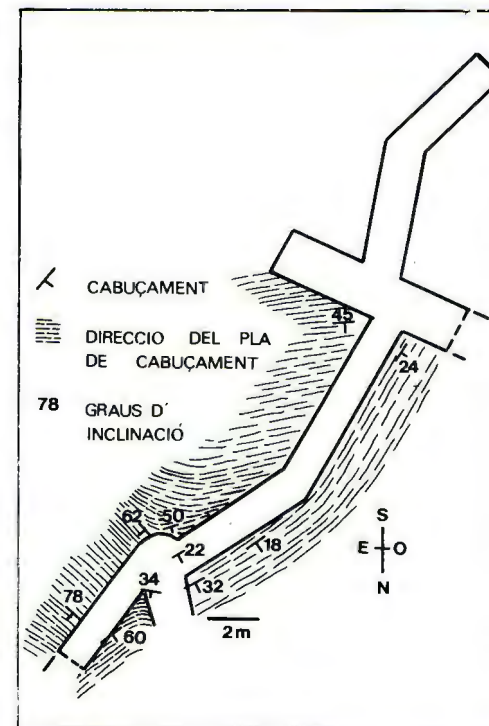 CABUÇAMENT
DIRECCIO DEL PLA
DE CABUÇAMENT
78 GRAUS D'
INCLINACIÓ
45
24
62
50
22
18
34
32
78
60
S
E O
N
2m